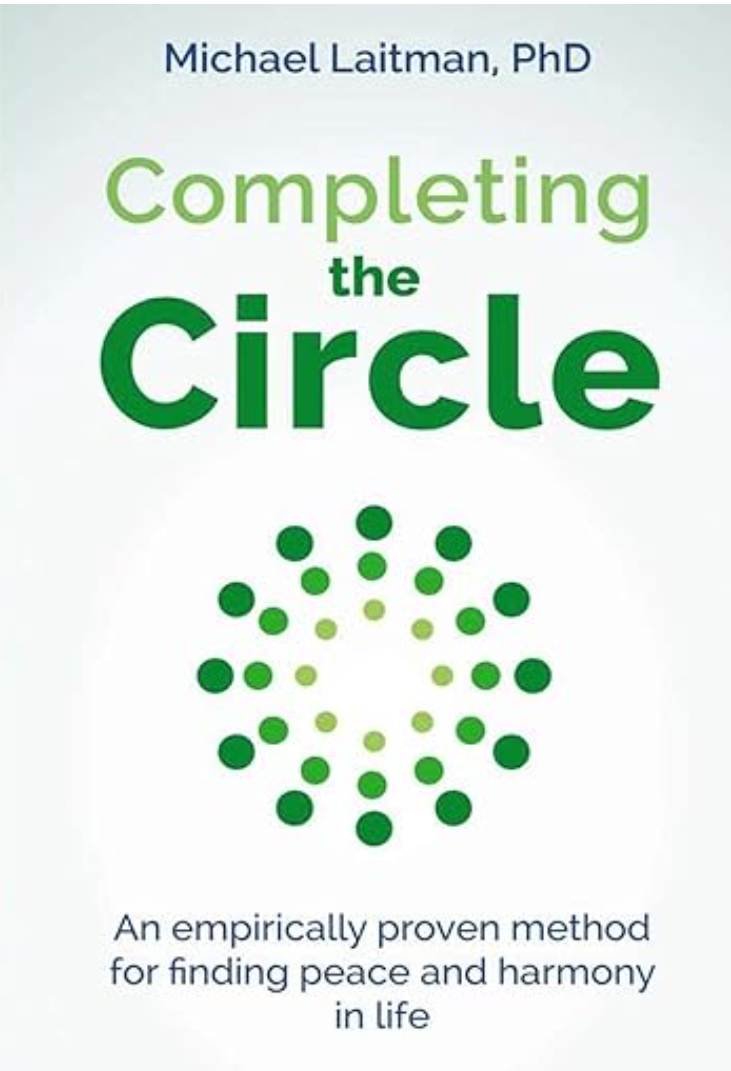 Michael Laitman, PhD
Completing
the
Circle
An empirically proven method
for finding peace and harmony
in life